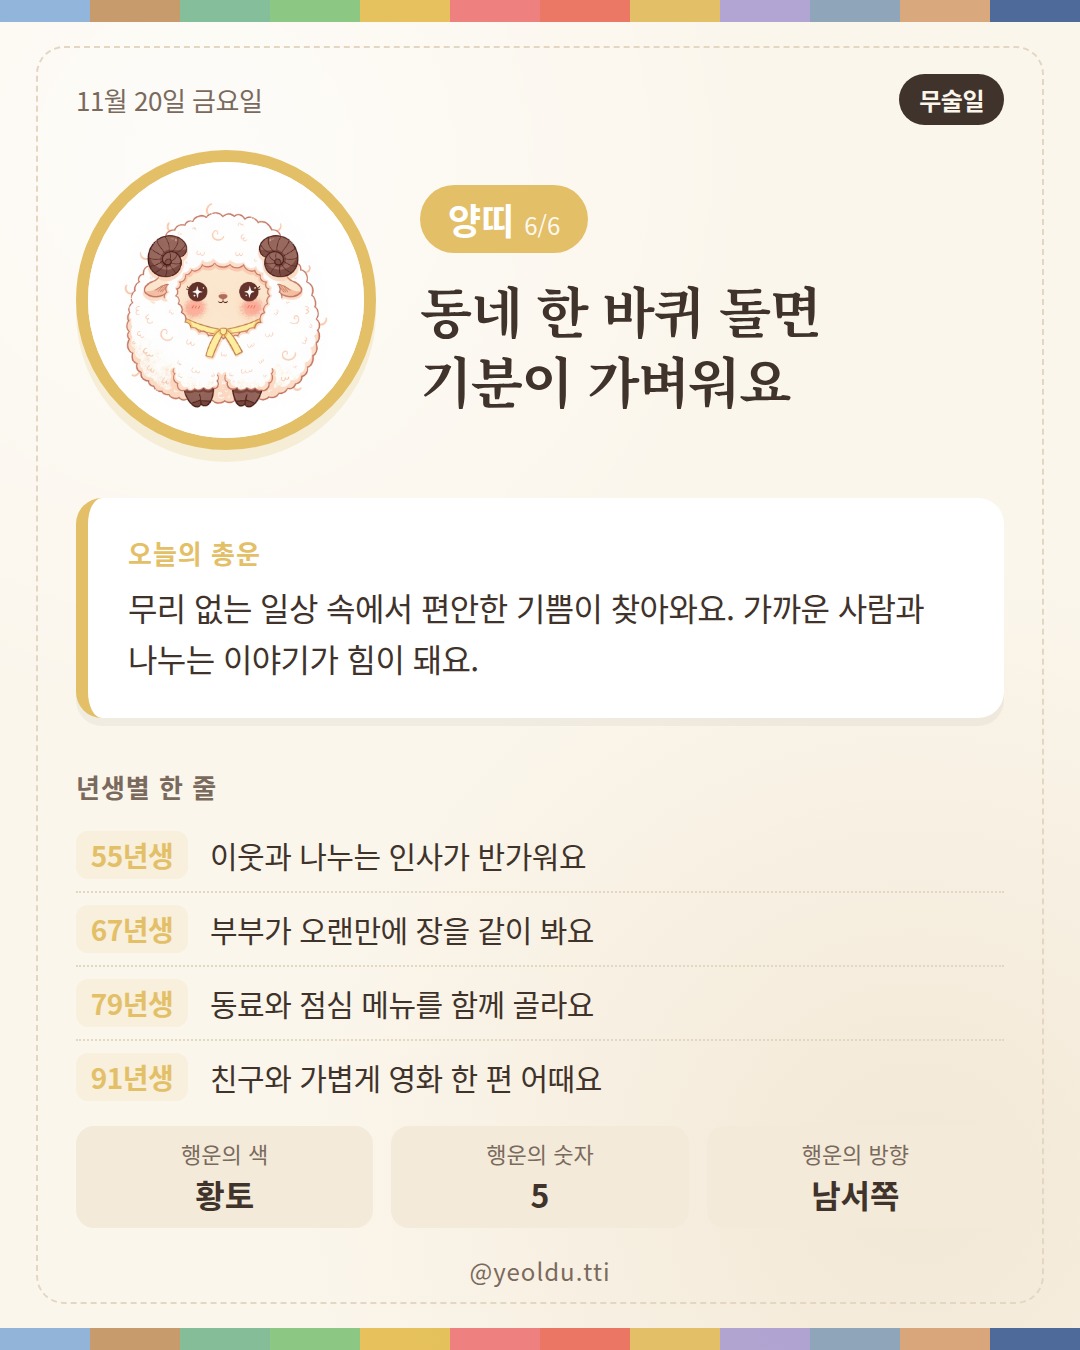 11월 20일 금요일
무술일
양띠 6/6
동네 한 바퀴 돌면
기분이 가벼워요
오늘의 총운
무리 없는 일상 속에서 편안한 기쁨이 찾아와요. 가까운 사람과
나누는 이야기가 힘이 돼요.
년생별 한 줄
55년생 이웃과 나누는 인사가 반가워요
67년생 부부가 오랜만에 장을 같이 봐요
79년생 동료와 점심 메뉴를 함께 골라요
91년생 친구와 가볍게 영화 한 편 어때요
행운의 색
황토
행운의 숫자
5
행운의 방향
남서쪽
@yeoldu.tti